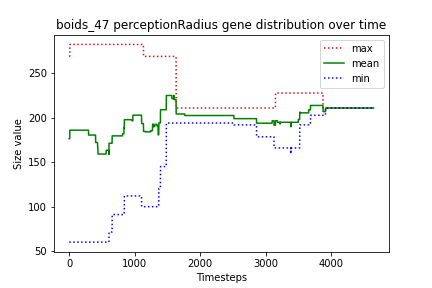 boids_47 perceptionRadius gene distribution over time
max
mean
min
250
200
150
100
50
Size value
0
1000
2000
3000
4000
Timesteps